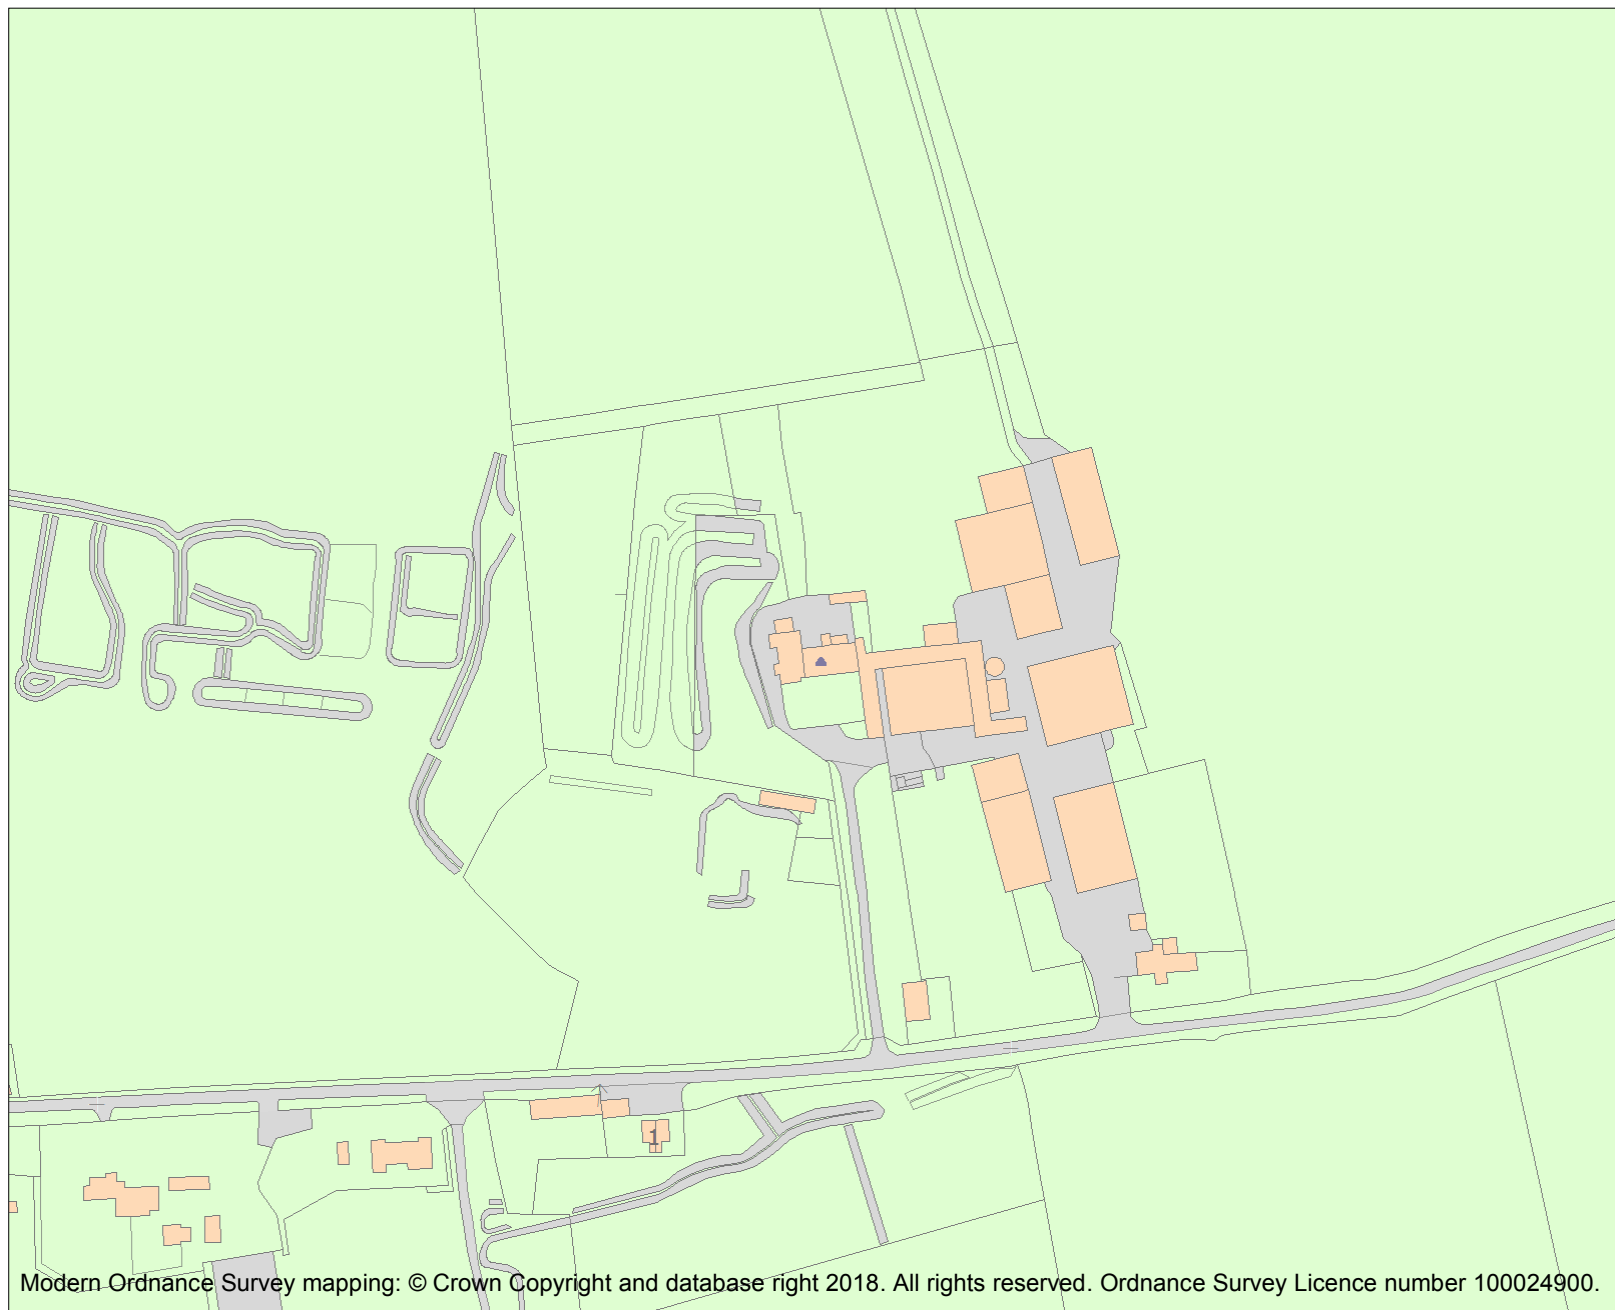 1
Modern Ordnance Survey mapping: © Crown Copyright and database right 2018. All rights reserved. Ordnance Survey Licence number 100024900.